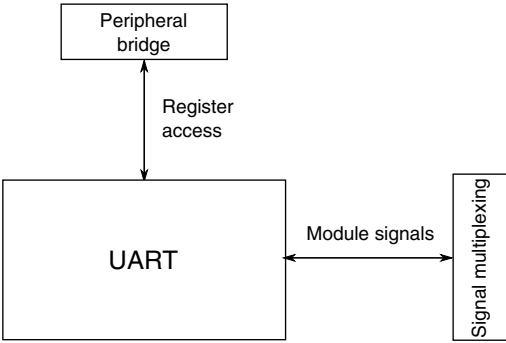 Peripheral
bridge
Register
access
UART
Module signals
Signal multiplexing